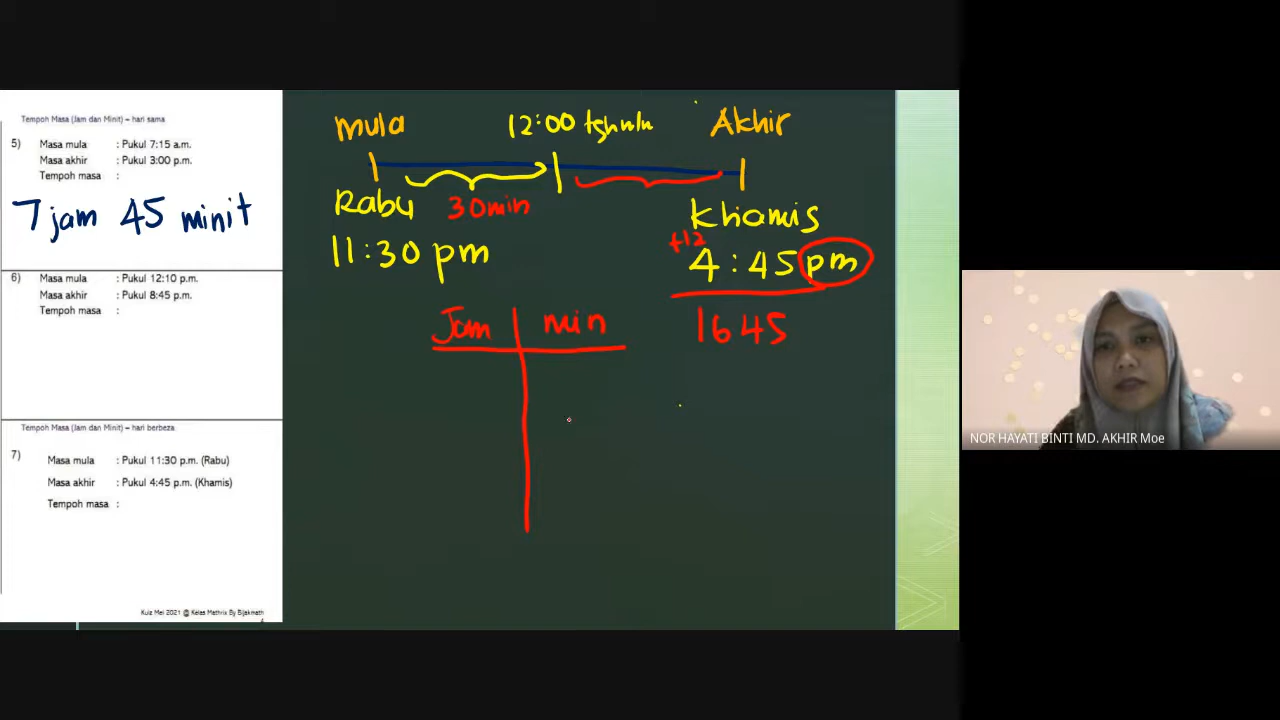 Tempoh Masa (Jam dan Minit) – hari sama
5) Masa mula : Pukul 7:15 a.m.
Masa akhir : Pukul 3:00 p.m.
Tempoh masa :
7 jam 45 minit
6) Masa mula : Pukul 12:10 p.m.
Masa akhir : Pukul 8:45 p.m.
Tempoh masa :
Tempoh Masa (Jam dan Minit) – hari berbeza
7) Masa mula : Pukul 11:30 p.m. (Rabu)
Masa akhir : Pukul 4:45 p.m. (Khamis)
Tempoh masa :
Kuiz Mei 2021 @ Kelas Mathrix By Bijakmath
4
mula 12:00 tgh mlm Akhir
Rabu 30min Khamis
+12
11:30 pm 4:45 pm
Jam min 1645
NOR HAYATI BINTI MD. AKHIR Moe